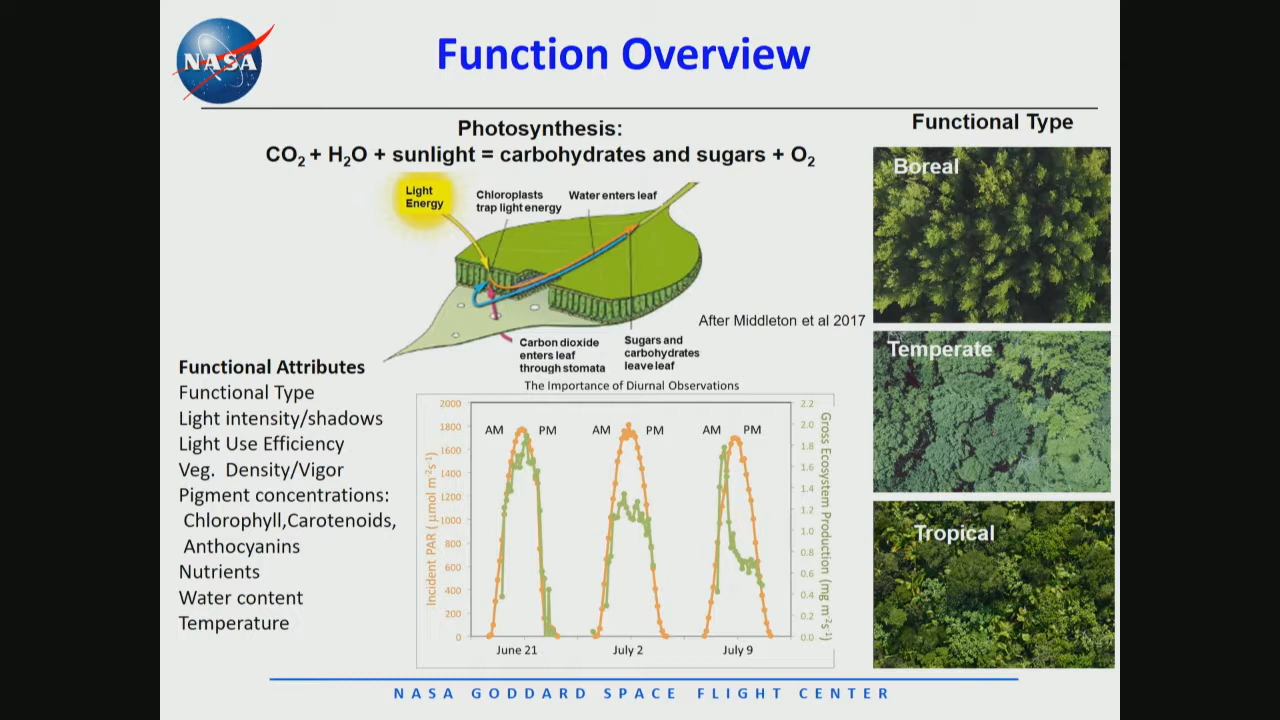 NASA
Function Overview
Photosynthesis:
CO₂ + H₂O + sunlight = carbohydrates and sugars + O₂
Functional Type
Light
Energy
Chloroplasts
trap light energy
Water enters leaf
After Middleton et al 2017
Carbon dioxide
enters leaf
through stomata
Sugars and
carbohydrates
leave leaf
Boreal
Temperate
Tropical
Functional Attributes
Functional Type
Light intensity/shadows
Light Use Efficiency
Veg. Density/Vigor
Pigment concentrations:
Chlorophyll,Carotenoids,
Anthocyanins
Nutrients
Water content
Temperature
The Importance of Diurnal Observations
Incident PAR ( μmol m⁻²s⁻¹)
2000
1800
1600
1400
1200
1000
800
600
400
200
0
AM PM AM PM AM PM
2.2
2.0
1.8
1.6
1.4
1.2
1.0
0.8
0.6
0.4
0.2
0.0
Gross Ecosystem Production (mg m⁻²s⁻¹)
June 21 July 2 July 9
NASA GODDARD SPACE FLIGHT CENTER